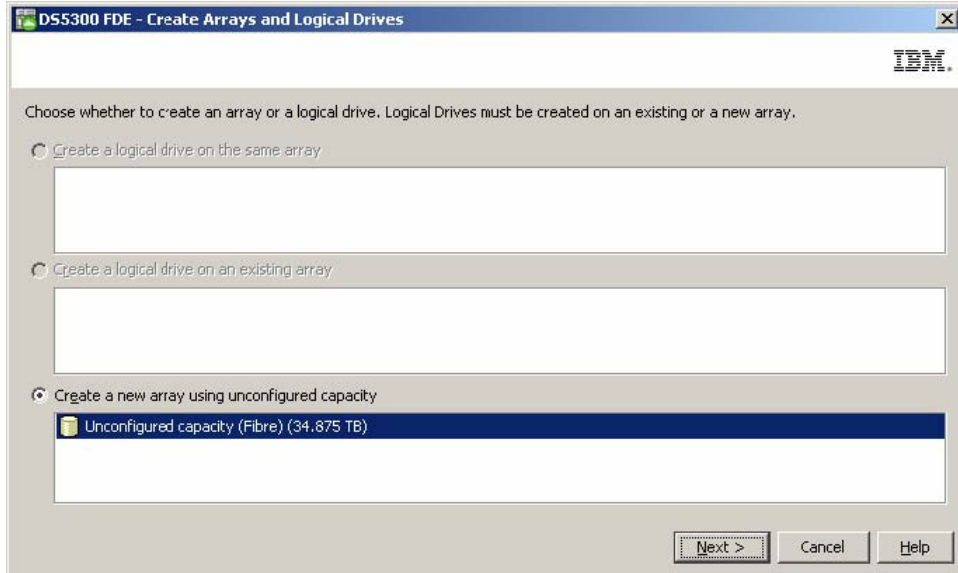 DS5300 FDE - Create Arrays and Logical Drives
IBM.
Choose whether to create an array or a logical drive. Logical Drives must be created on an existing or a new array.
Create a logical drive on the same array
Create a logical drive on an existing array
Create a new array using unconfigured capacity
Unconfigured capacity (Fibre) (34.875 TB)
Next >
Cancel
Help